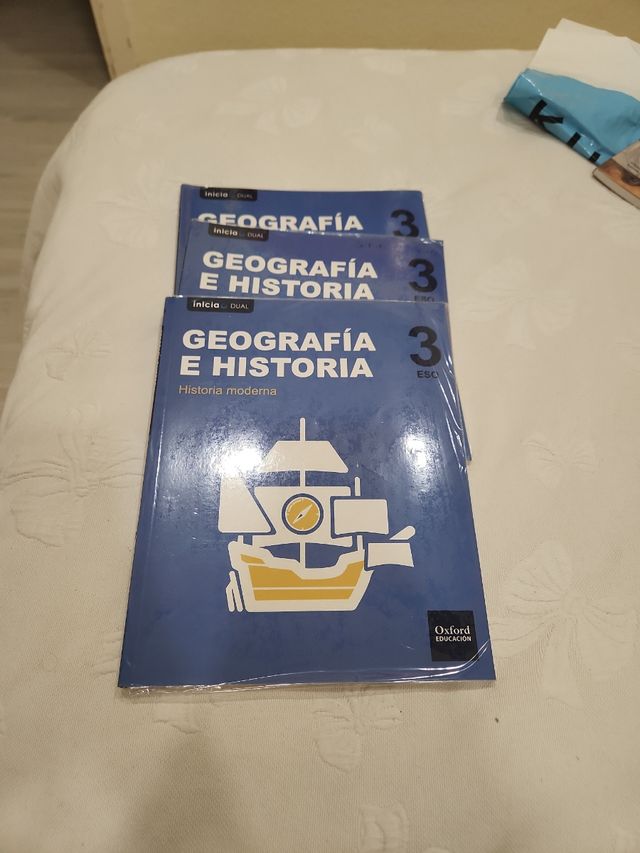 inicia DUAL
GEOGRAFÍA
3
inicia DUAL
GEOGRAFÍA
E HISTORIA
3
ESO
inicia DUAL
GEOGRAFÍA
E HISTORIA
Historia moderna
3
ESO
Oxford
EDUCACIÓN